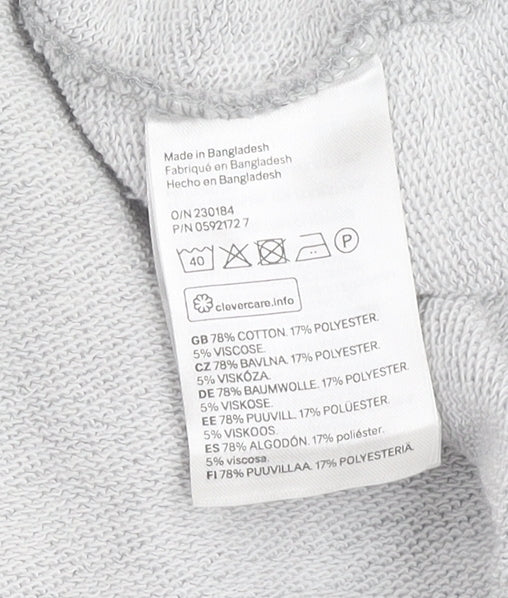 Made in Bangladesh
Fabriqué en Bangladesh
Hecho en Bangladesh
O/N 230184
P/N 0592172 7
40 P
clevercare.info
GB 78% COTTON. 17% POLYESTER.
5% VISCOSE.
CZ 78% BAVLNA. 17% POLYESTER.
5% VISKÓZA.
DE 78% BAUMWOLLE. 17% POLYESTER.
5% VISKOSE.
EE 78% PUUVILL. 17% POLÜESTER.
5% VISKOOS.
ES 78% ALGODÓN. 17% poliéster.
5% viscosa.
FI 78% PUUVILLAA. 17% POLYESTERIÄ.